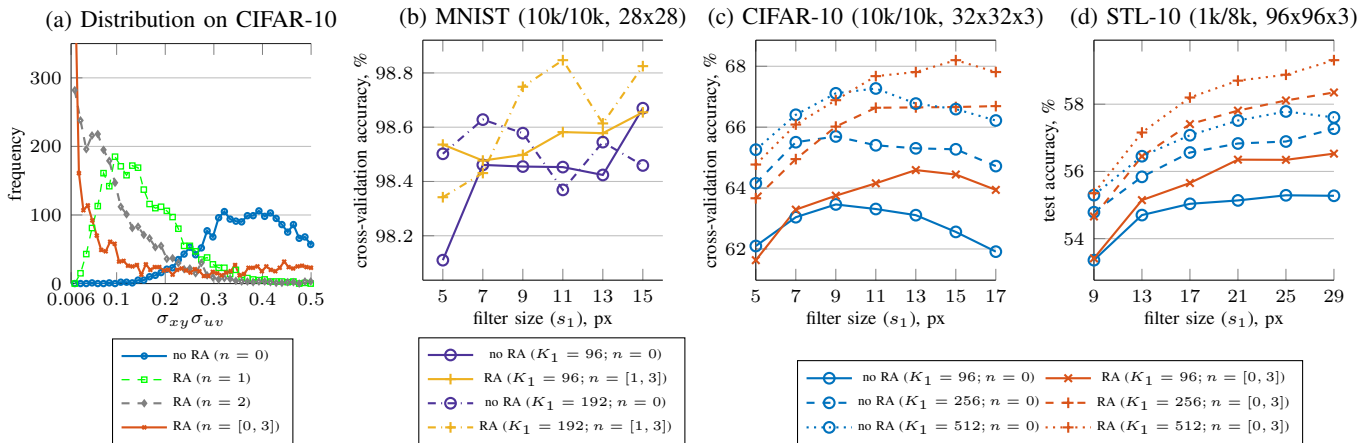 (a) Distribution on CIFAR-10
frequency
300
200
100
0
0.006 0.1 0.2 0.3 0.4 0.5
σxyσuv
no RA (n = 0)
RA (n = 1)
RA (n = 2)
RA (n = [0, 3])
(b) MNIST (10k/10k, 28x28)
cross-validation accuracy, %
98.8
98.6
98.4
98.2
5 7 9 11 13 15
filter size (s1), px
no RA (K1 = 96; n = 0)
RA (K1 = 96; n = [1, 3])
no RA (K1 = 192; n = 0)
RA (K1 = 192; n = [1, 3])
(c) CIFAR-10 (10k/10k, 32x32x3)
cross-validation accuracy, %
68
66
64
62
5 7 9 11 13 15 17
filter size (s1), px
(d) STL-10 (1k/8k, 96x96x3)
test accuracy, %
58
56
54
9 13 17 21 25 29
filter size (s1), px
no RA (K1 = 96; n = 0) RA (K1 = 96; n = [0, 3])
no RA (K1 = 256; n = 0) RA (K1 = 256; n = [0, 3])
no RA (K1 = 512; n = 0) RA (K1 = 512; n = [0, 3])